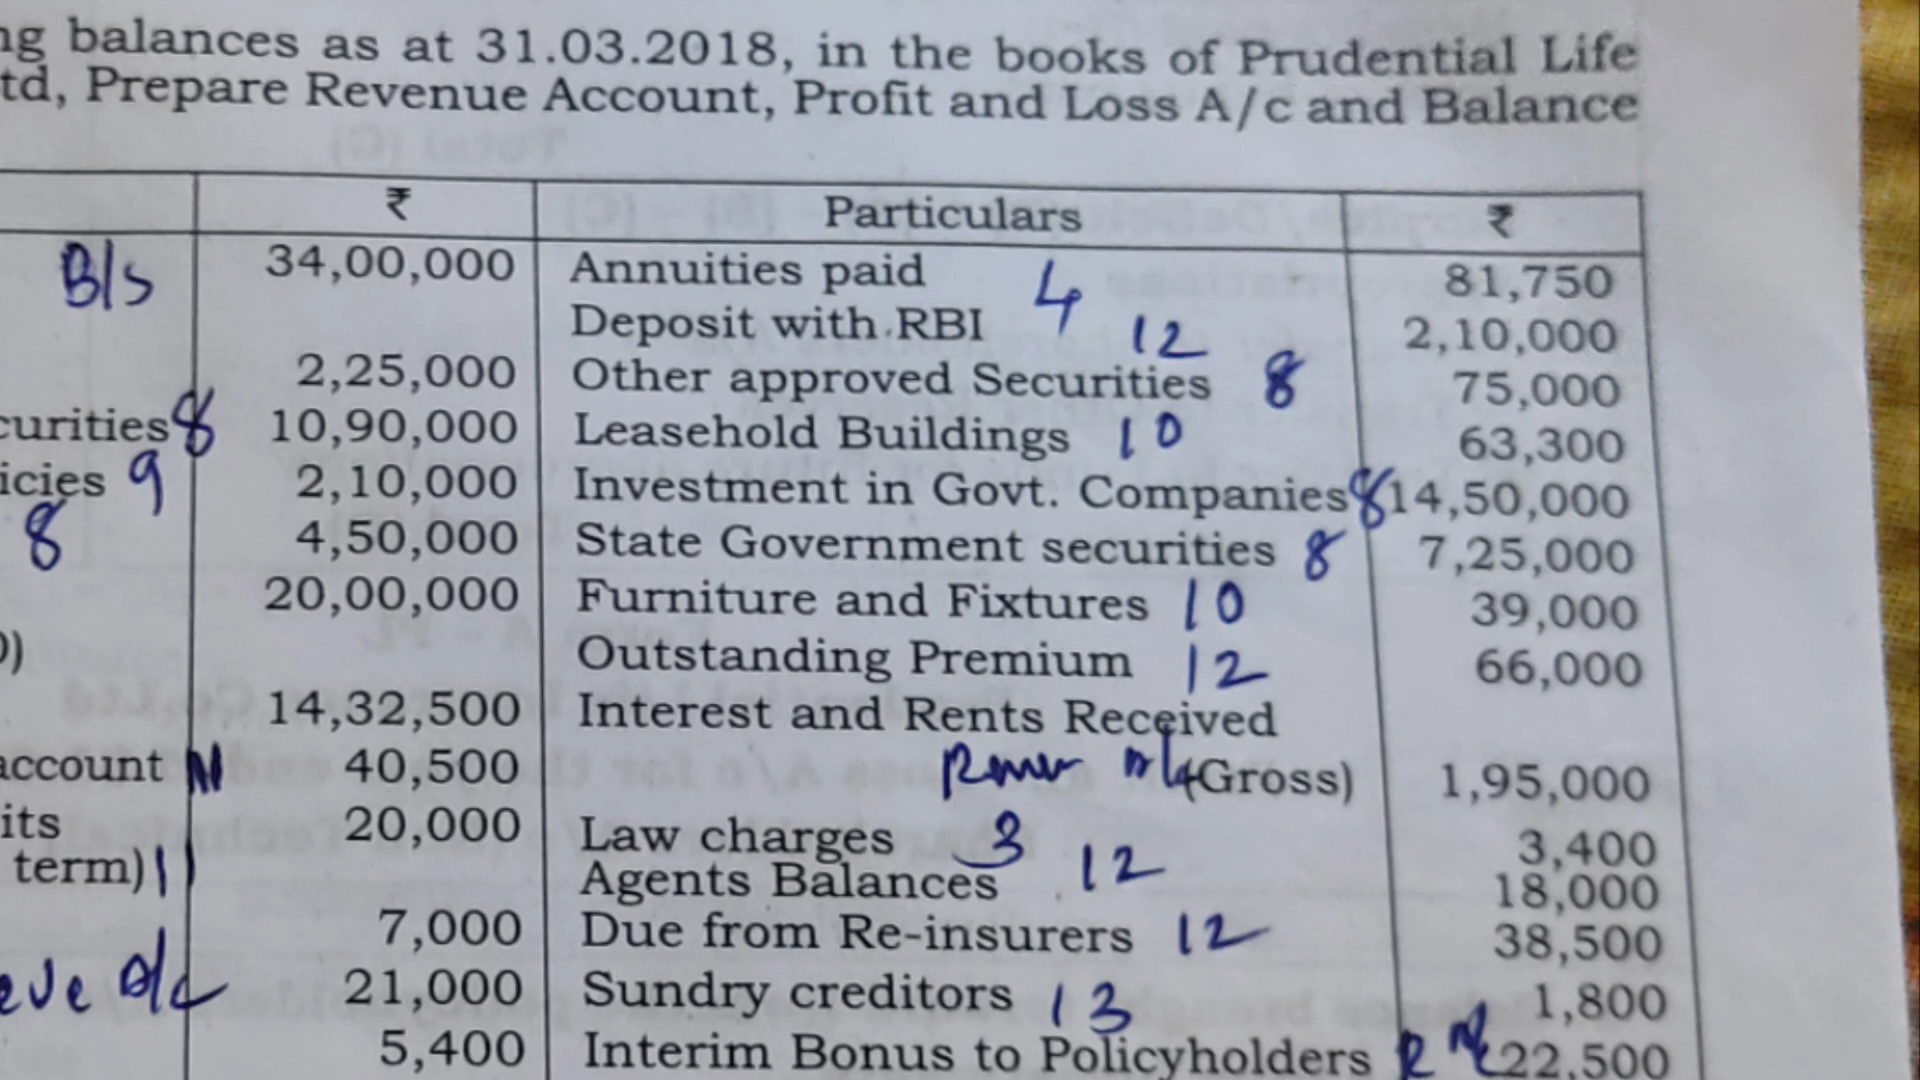 ng balances as at 31.03.2018, in the books of Prudential Life
td, Prepare Revenue Account, Profit and Loss A/c and Balance
₹ Particulars ₹
B/s 34,00,000 Annuities paid 4 81,750
Deposit with RBI 12 2,10,000
2,25,000 Other approved Securities 8 75,000
curities 8 10,90,000 Leasehold Buildings 10 63,300
icies 9 2,10,000 Investment in Govt. Companies 8 14,50,000
8 4,50,000 State Government securities 8 7,25,000
20,00,000 Furniture and Fixtures 10 39,000
) Outstanding Premium 12 66,000
14,32,500 Interest and Rents Received
account N 40,500 (Gross) 1,95,000
its 20,000 Law charges 3 3,400
term) 11 Agents Balances 12 18,000
7,000 Due from Re-insurers 12 38,500
eve a/c 21,000 Sundry creditors 13 1,800
5,400 Interim Bonus to Policyholders R 22,500